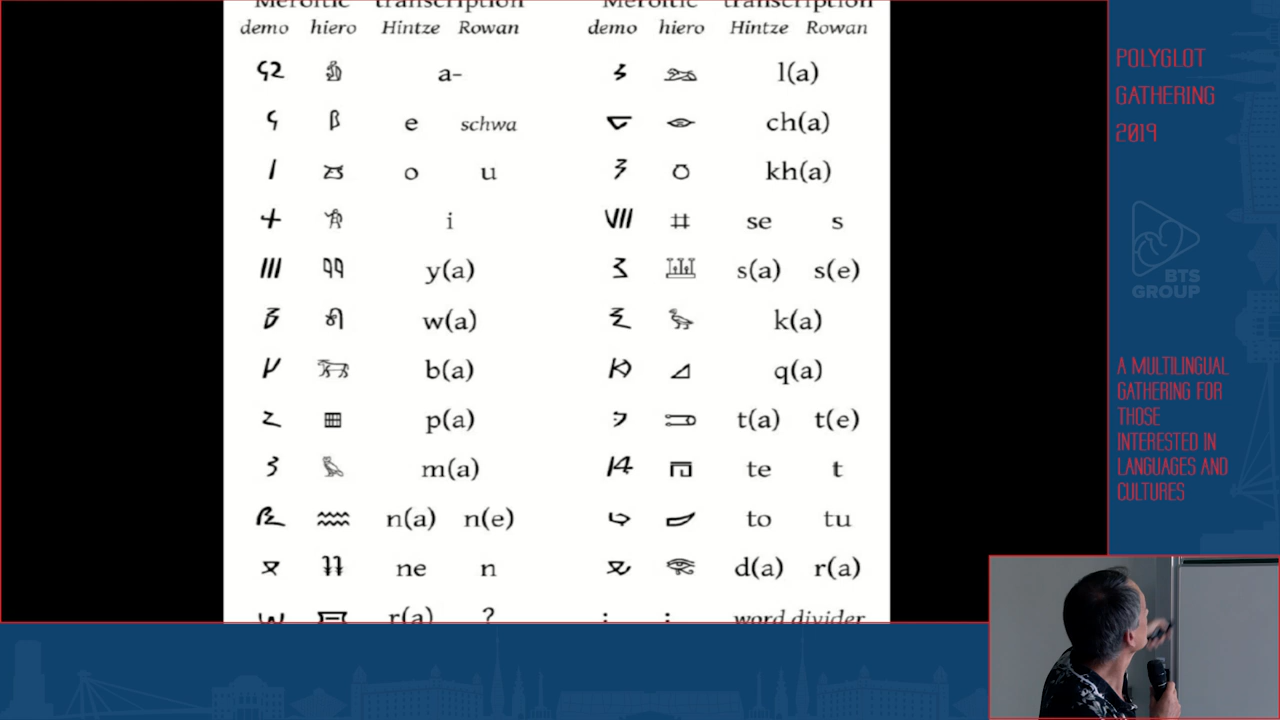 Meroitic transcription Meroitic transcription
demo hiero Hintze Rowan demo hiero Hintze Rowan
𐦠 𐦀 a- 𐦬 𐦐 l(a)
𐦡 𐦁 e schwa 𐦭 𐦑 ch(a)
𐦣 𐦃 o u 𐦮 𐦒 kh(a)
𐦢 𐦂 i 𐦱 𐦕 se s
𐦤 𐦄 y(a) 𐦯 𐦓 s(a) s(e)
𐦥 𐦅 w(a) 𐦲 𐦖 k(a)
𐦦 𐦆 b(a) 𐦳 𐦗 q(a)
𐦧 𐦈 p(a) 𐦴 𐦘 t(a) t(e)
𐦨 𐦉 m(a) 𐦵 𐦚 te t
𐦩 𐦊 n(a) n(e) 𐦶 𐦜 to tu
𐦪 𐦌 ne n 𐦷 𐦝 d(a) r(a)
𐦫 𐦎 r(a) ? : : word divider
POLYGLOT
GATHERING
2019
BTS
GROUP
A MULTILINGUAL
GATHERING FOR
THOSE
INTERESTED IN
LANGUAGES AND
CULTURES